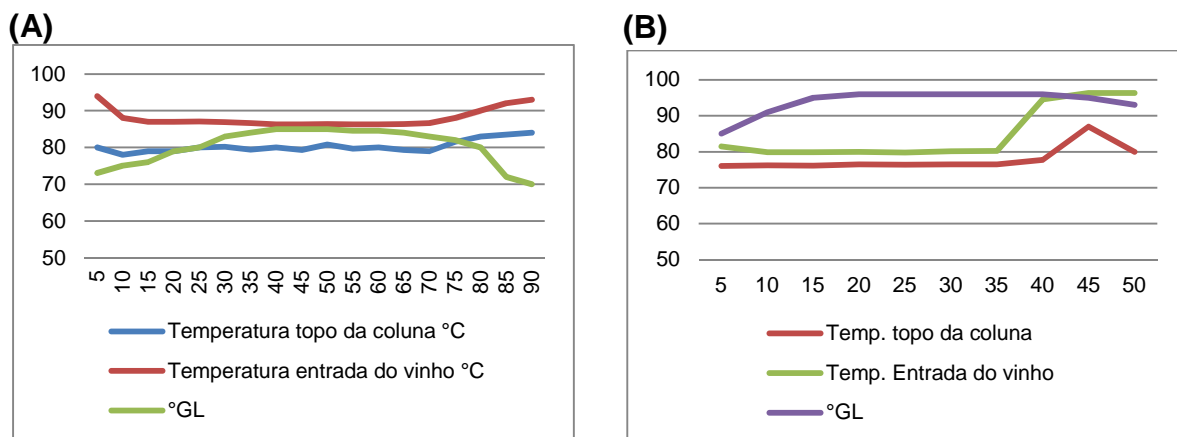 (A)
100
90
80
70
60
50
5 10 15 20 25 30 35 40 45 50 55 60 65 70 75 80 85 90
Temperatura topo da coluna °C
Temperatura entrada do vinho °C
°GL
(B)
100
90
80
70
60
50
5 10 15 20 25 30 35 40 45 50
Temp. topo da coluna
Temp. Entrada do vinho
°GL